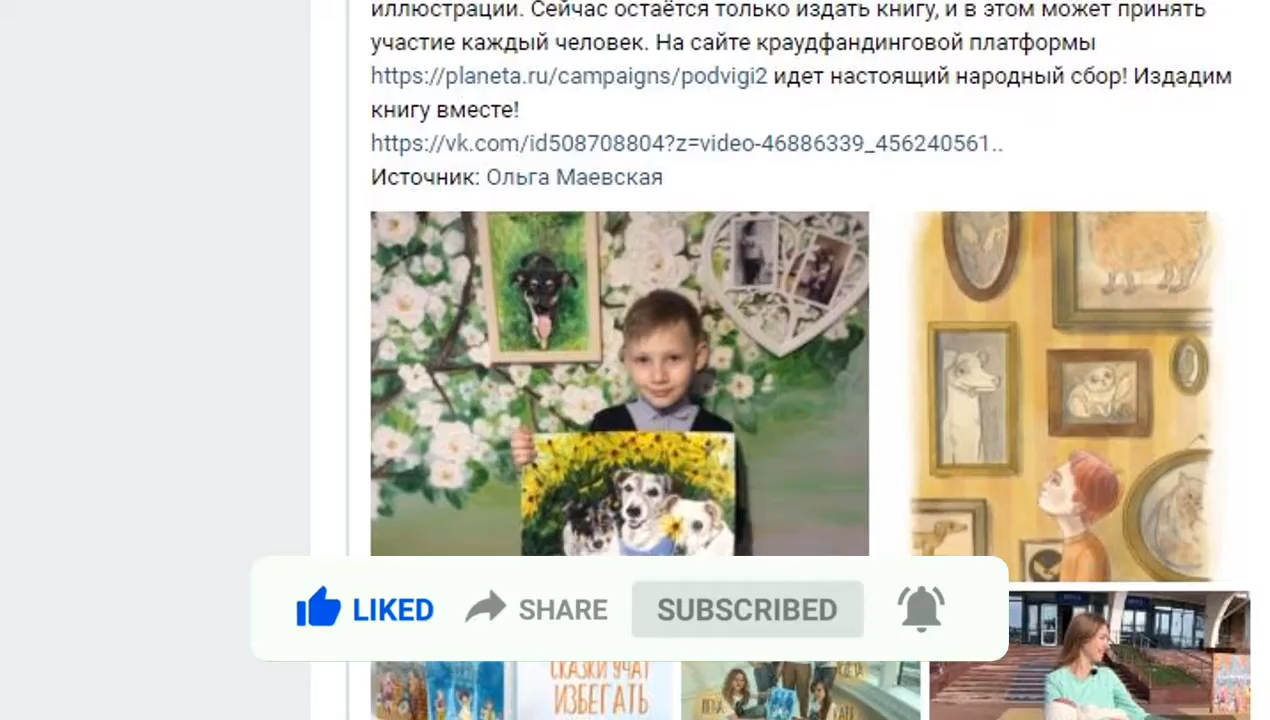 иллюстрации. Сейчас остаётся только издать книгу, и в этом может принять
участие каждый человек. На сайте краудфандинговой платформы
https://planeta.ru/campaigns/podvigi2 идет настоящий народный сбор! Издадим
книгу вместе!
https://vk.com/id508708804?z=video-46886339_456240561..
Источник: Ольга Маевская
LIKED SHARE SUBSCRIBED
СКАЗКИ УЧАТ
ИЗБЕГАТЬ